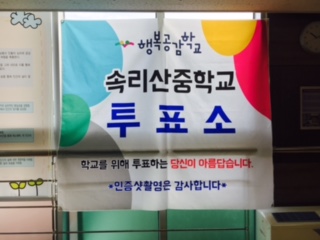 행복공감학교
속리산중학교
투표소
학교를 위해 투표하는 당신이 아름답습니다.
*인증샷촬영은 감사합니다*